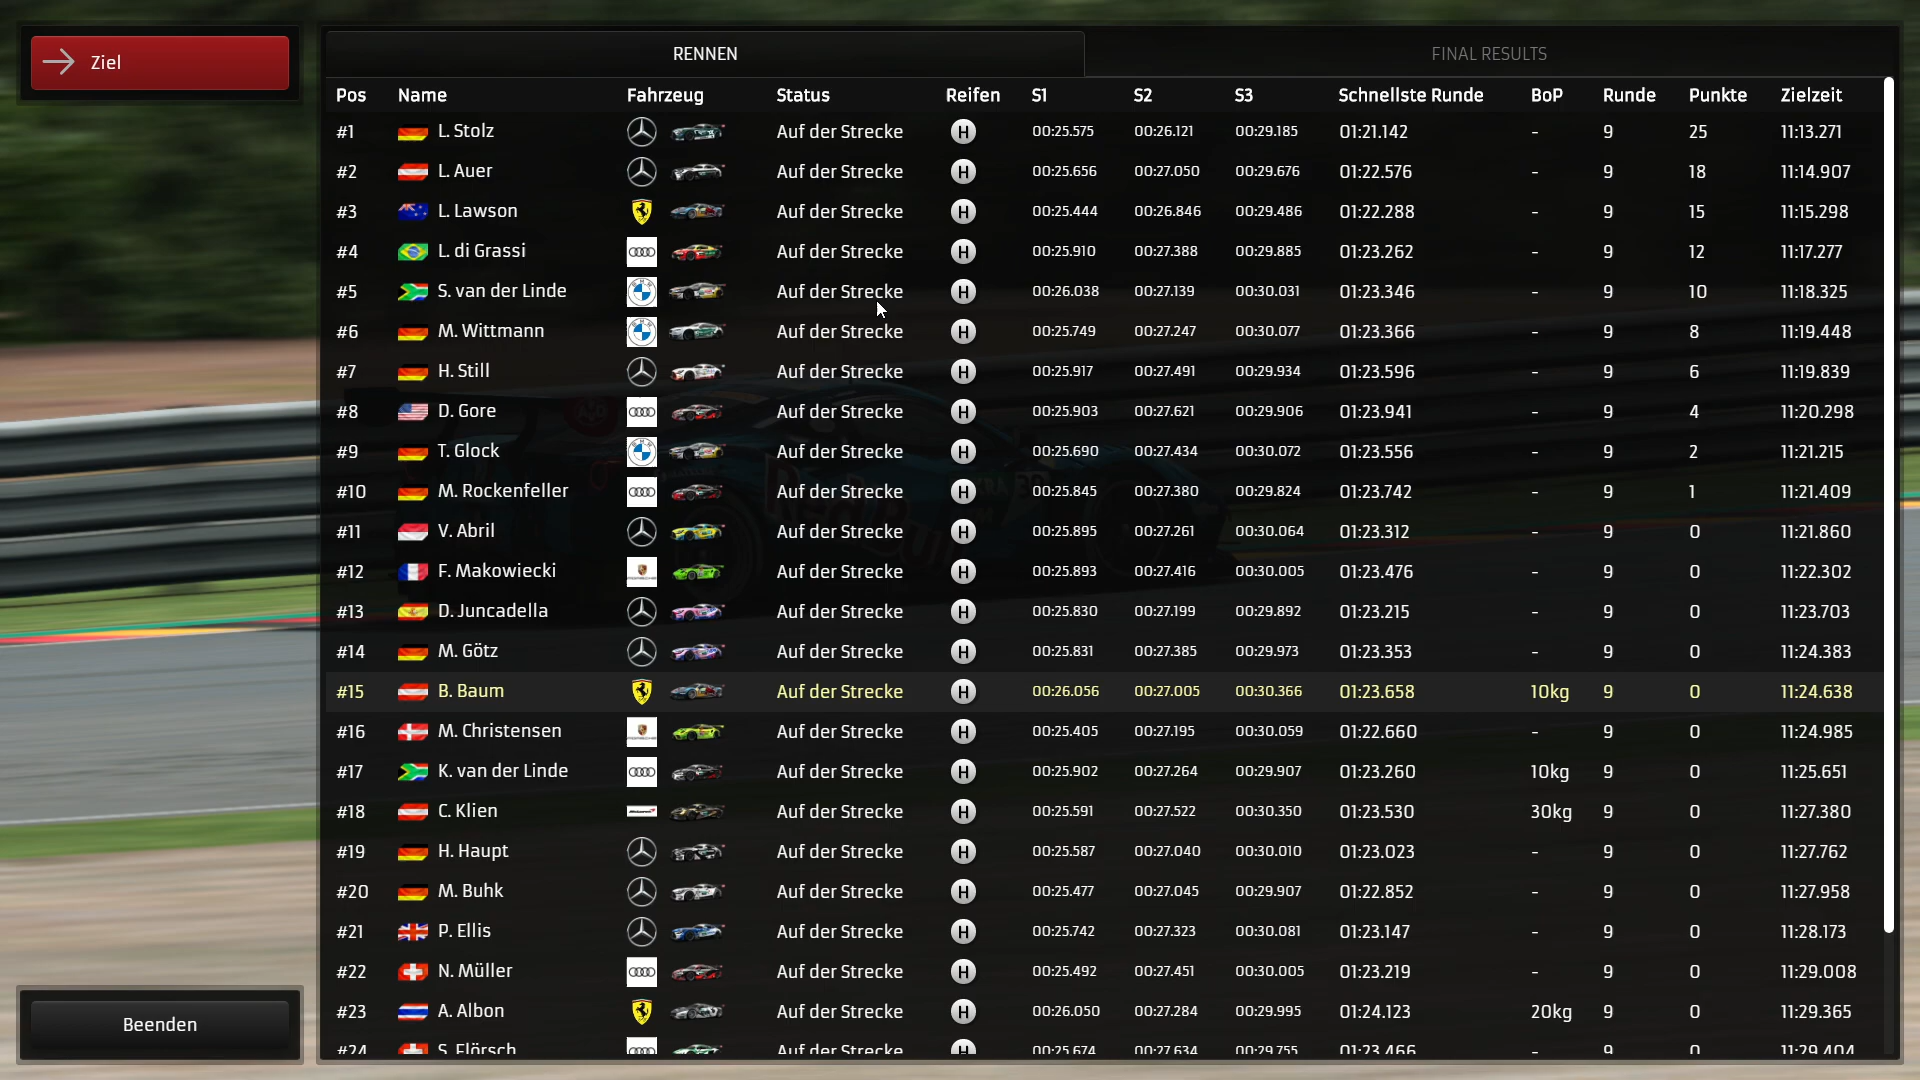 Ziel
RENNEN FINAL RESULTS
Pos Name Fahrzeug Status Reifen S1 S2 S3 Schnellste Runde BoP Runde Punkte Zielzeit
#1 L. Stolz Auf der Strecke H 00:25.575 00:26.121 00:29.185 01:21.142 - 9 25 11:13.271
#2 L. Auer Auf der Strecke H 00:25.656 00:27.050 00:29.676 01:22.576 - 9 18 11:14.907
#3 L. Lawson Auf der Strecke H 00:25.444 00:26.846 00:29.486 01:22.288 - 9 15 11:15.298
#4 L. di Grassi Auf der Strecke H 00:25.910 00:27.388 00:29.885 01:23.262 - 9 12 11:17.277
#5 S. van der Linde Auf der Strecke H 00:26.038 00:27.139 00:30.031 01:23.346 - 9 10 11:18.325
#6 M. Wittmann Auf der Strecke H 00:25.749 00:27.247 00:30.077 01:23.366 - 9 8 11:19.448
#7 H. Still Auf der Strecke H 00:25.917 00:27.491 00:29.934 01:23.596 - 9 6 11:19.839
#8 D. Gore Auf der Strecke H 00:25.903 00:27.621 00:29.906 01:23.941 - 9 4 11:20.298
#9 T. Glock Auf der Strecke H 00:25.690 00:27.434 00:30.072 01:23.556 - 9 2 11:21.215
#10 M. Rockenfeller Auf der Strecke H 00:25.845 00:27.380 00:29.824 01:23.742 - 9 1 11:21.409
#11 V. Abril Auf der Strecke H 00:25.895 00:27.261 00:30.064 01:23.312 - 9 0 11:21.860
#12 F. Makowiecki Auf der Strecke H 00:25.893 00:27.416 00:30.005 01:23.476 - 9 0 11:22.302
#13 D. Juncadella Auf der Strecke H 00:25.830 00:27.199 00:29.892 01:23.215 - 9 0 11:23.703
#14 M. Götz Auf der Strecke H 00:25.831 00:27.385 00:29.973 01:23.353 - 9 0 11:24.383
#15 B. Baum Auf der Strecke H 00:26.056 00:27.005 00:30.366 01:23.658 10kg 9 0 11:24.638
#16 M. Christensen Auf der Strecke H 00:25.405 00:27.195 00:30.059 01:22.660 - 9 0 11:24.985
#17 K. van der Linde Auf der Strecke H 00:25.902 00:27.264 00:29.907 01:23.260 10kg 9 0 11:25.651
#18 C. Klien Auf der Strecke H 00:25.591 00:27.522 00:30.350 01:23.530 30kg 9 0 11:27.380
#19 H. Haupt Auf der Strecke H 00:25.587 00:27.040 00:30.010 01:23.023 - 9 0 11:27.762
#20 M. Buhk Auf der Strecke H 00:25.477 00:27.045 00:29.907 01:22.852 - 9 0 11:27.958
#21 P. Ellis Auf der Strecke H 00:25.742 00:27.323 00:30.081 01:23.147 - 9 0 11:28.173
#22 N. Müller Auf der Strecke H 00:25.492 00:27.451 00:30.005 01:23.219 - 9 0 11:29.008
#23 A. Albon Auf der Strecke H 00:26.050 00:27.284 00:29.995 01:24.123 20kg 9 0 11:29.365
#24 S. Flörsch Auf der Strecke H 00:25.674 00:27.634 00:29.755 01:23.466 - 9 0 11:29.404
Beenden